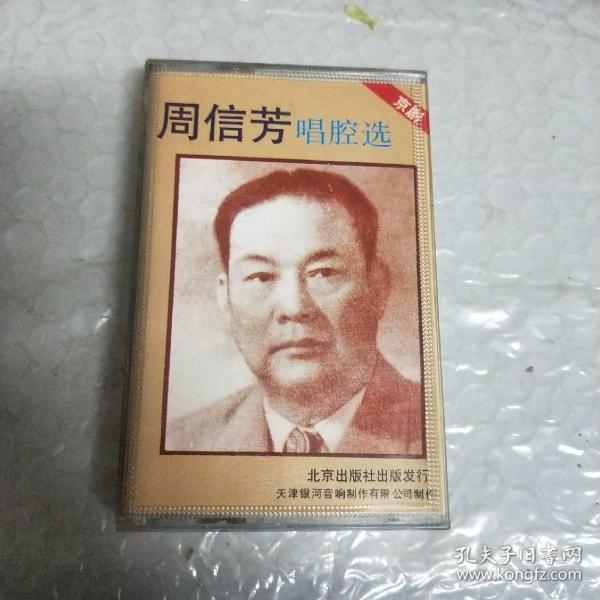 京剧
周信芳 唱腔选
北京出版社出版发行
天津银河音响制作有限公司制作
孔夫子旧書网
www.kongfz.com